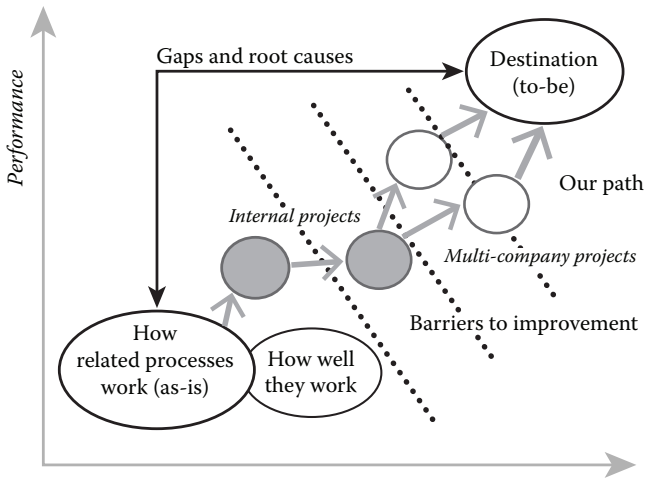 Gaps and root causes
Destination
(to-be)
Performance
Our path
Internal projects
Multi-company projects
Barriers to improvement
How
related processes
work (as-is)
How well
they work